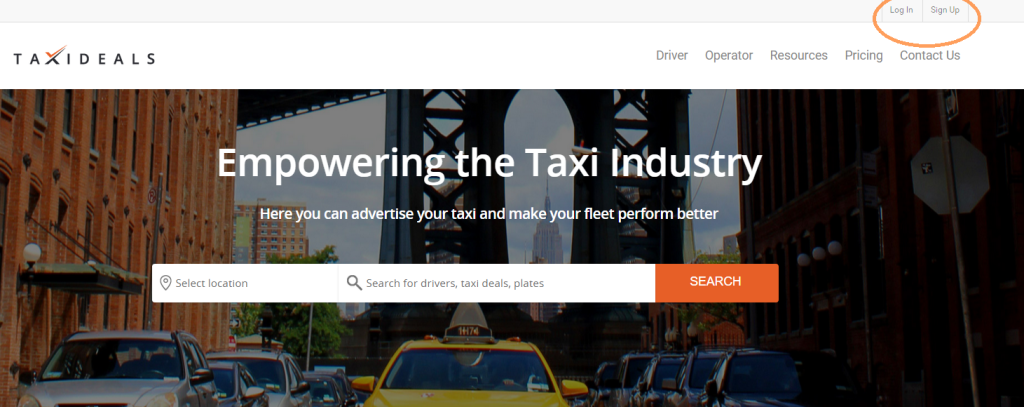 Log In
Sign Up
TAXIDEALS
Driver
Operator
Resources
Pricing
Contact Us
Empowering the Taxi Industry
Here you can advertise your taxi and make your fleet perform better
Select location
Search for drivers, taxi deals, plates
SEARCH
1H74